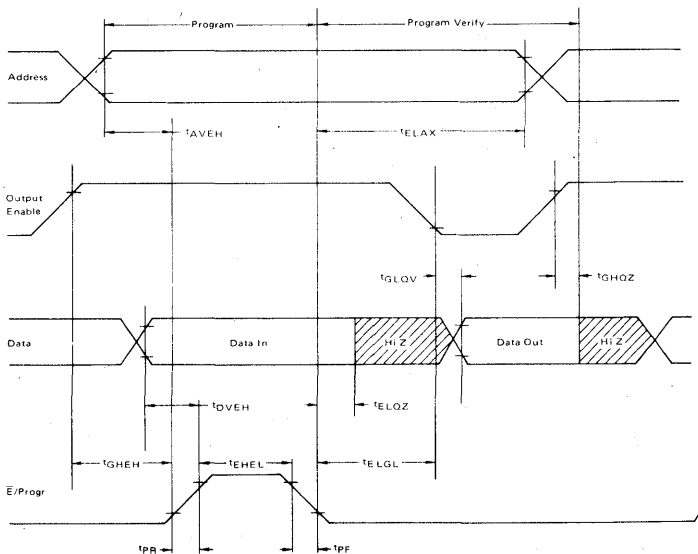 Program
Program Verify
Address
tAVEH
tELAX
Output
Enable
tGLQV
tGHQZ
Data
Data In
Hi Z
Data Out
Hi Z
tDVEH
tELQZ
tGHEH
tEHEL
tELGL
E̅/Progr
tPR
tPF